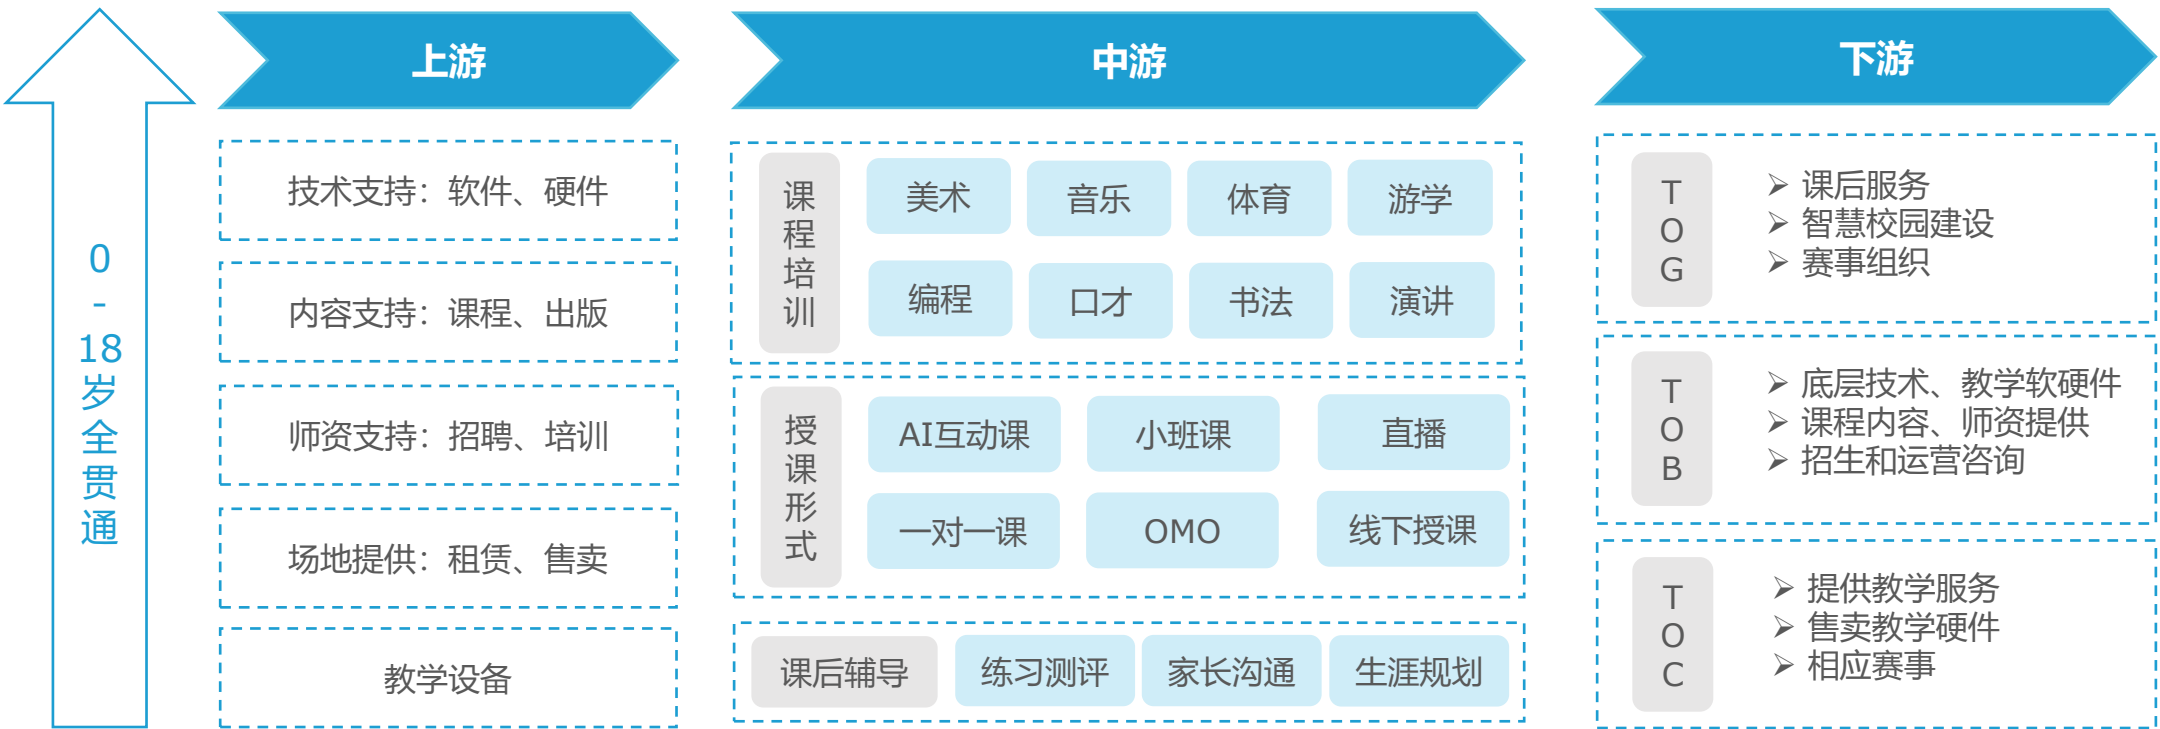 0
-
18
岁
全
贯
通
上游
技术支持：软件、硬件
内容支持：课程、出版
师资支持：招聘、培训
场地提供：租赁、售卖
教学设备
中游
课
程
培
训
美术
音乐
体育
游学
编程
口才
书法
演讲
授
课
形
式
AI互动课
小班课
直播
一对一课
OMO
线下授课
课后辅导
练习测评
家长沟通
生涯规划
下游
T
O
G
➢ 课后服务
➢ 智慧校园建设
➢ 赛事组织
T
O
B
➢ 底层技术、教学软硬件
➢ 课程内容、师资提供
➢ 招生和运营咨询
T
O
C
➢ 提供教学服务
➢ 售卖教学硬件
➢ 相应赛事